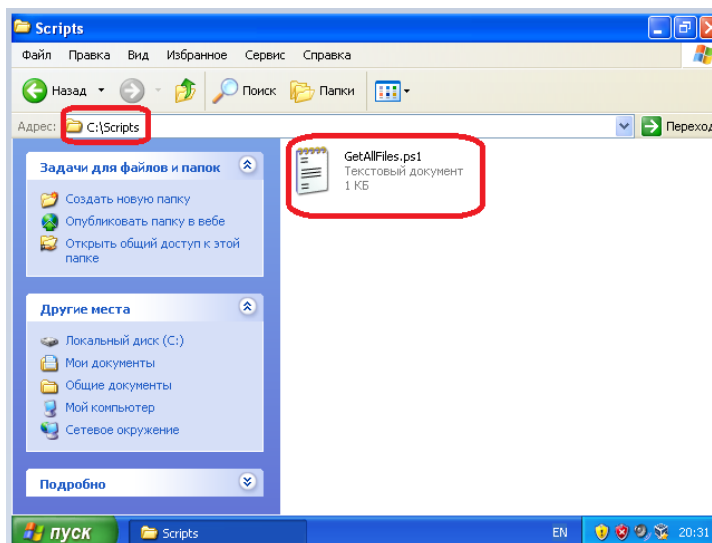 Scripts
Файл Правка Вид Избранное Сервис Справка
Назад Поиск Папки
Адрес: C:\Scripts Переход
Задачи для файлов и папок
Создать новую папку
Опубликовать папку в вебе
Открыть общий доступ к этой
папке
Другие места
Локальный диск (C:)
Мои документы
Общие документы
Мой компьютер
Сетевое окружение
Подробно
GetAllFiles.ps1
Текстовый документ
1 КБ
пуск Scripts EN 20:31